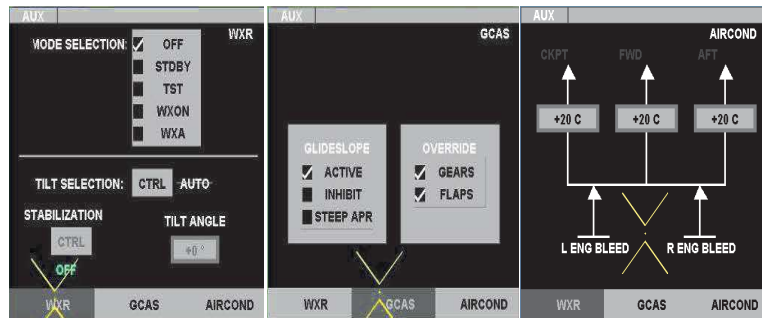 AUX
WXR
MODE SELECTION:
OFF
STDBY
TST
WXON
WXA
TILT SELECTION: CTRL AUTO
STABILIZATION
CTRL
OFF
TILT ANGLE
+0 °
WXR GCAS AIRCOND
AUX
GCAS
GLIDESLOPE
ACTIVE
INHIBIT
STEEP APR
OVERRIDE
GEARS
FLAPS
WXR GCAS AIRCOND
AUX
AIRCOND
CKPT FWD AFT
+20 C +20 C +20 C
L ENG BLEED R ENG BLEED
WXR GCAS AIRCOND